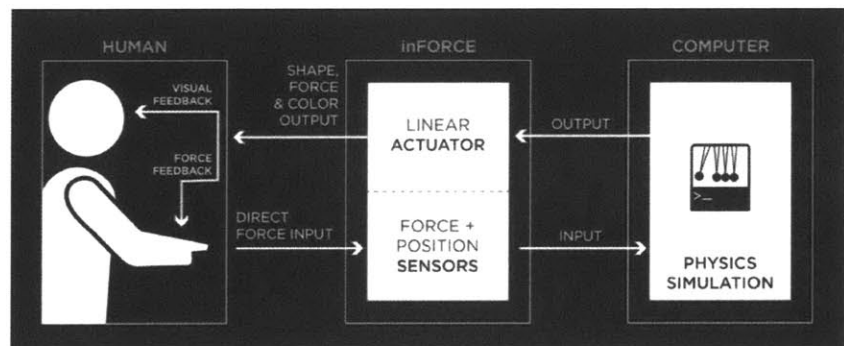 HUMAN
inFORCE
COMPUTER
VISUAL
FEEDBACK
FORCE
FEEDBACK
SHAPE,
FORCE
& COLOR
OUTPUT
DIRECT
FORCE INPUT
LINEAR
ACTUATOR
FORCE +
POSITION
SENSORS
OUTPUT
INPUT
>_
PHYSICS
SIMULATION